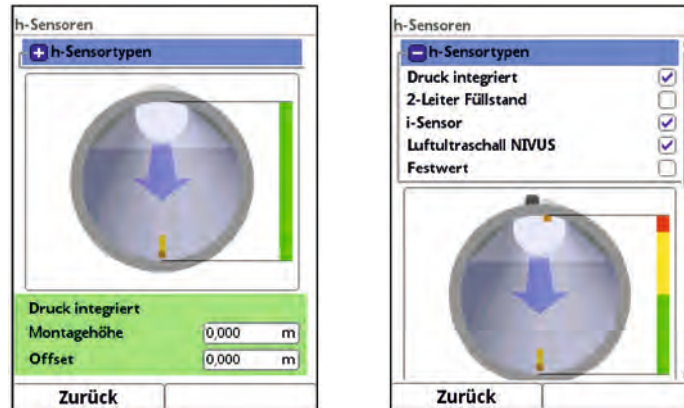 h-Sensoren
h-Sensortypen
Druck integriert
Montagehöhe 0,000 m
Offset 0,000 m
Zurück
h-Sensoren
h-Sensortypen
Druck integriert
2-Leiter Füllstand
i-Sensor
Luftultraschall NIVUS
Festwert
Zurück